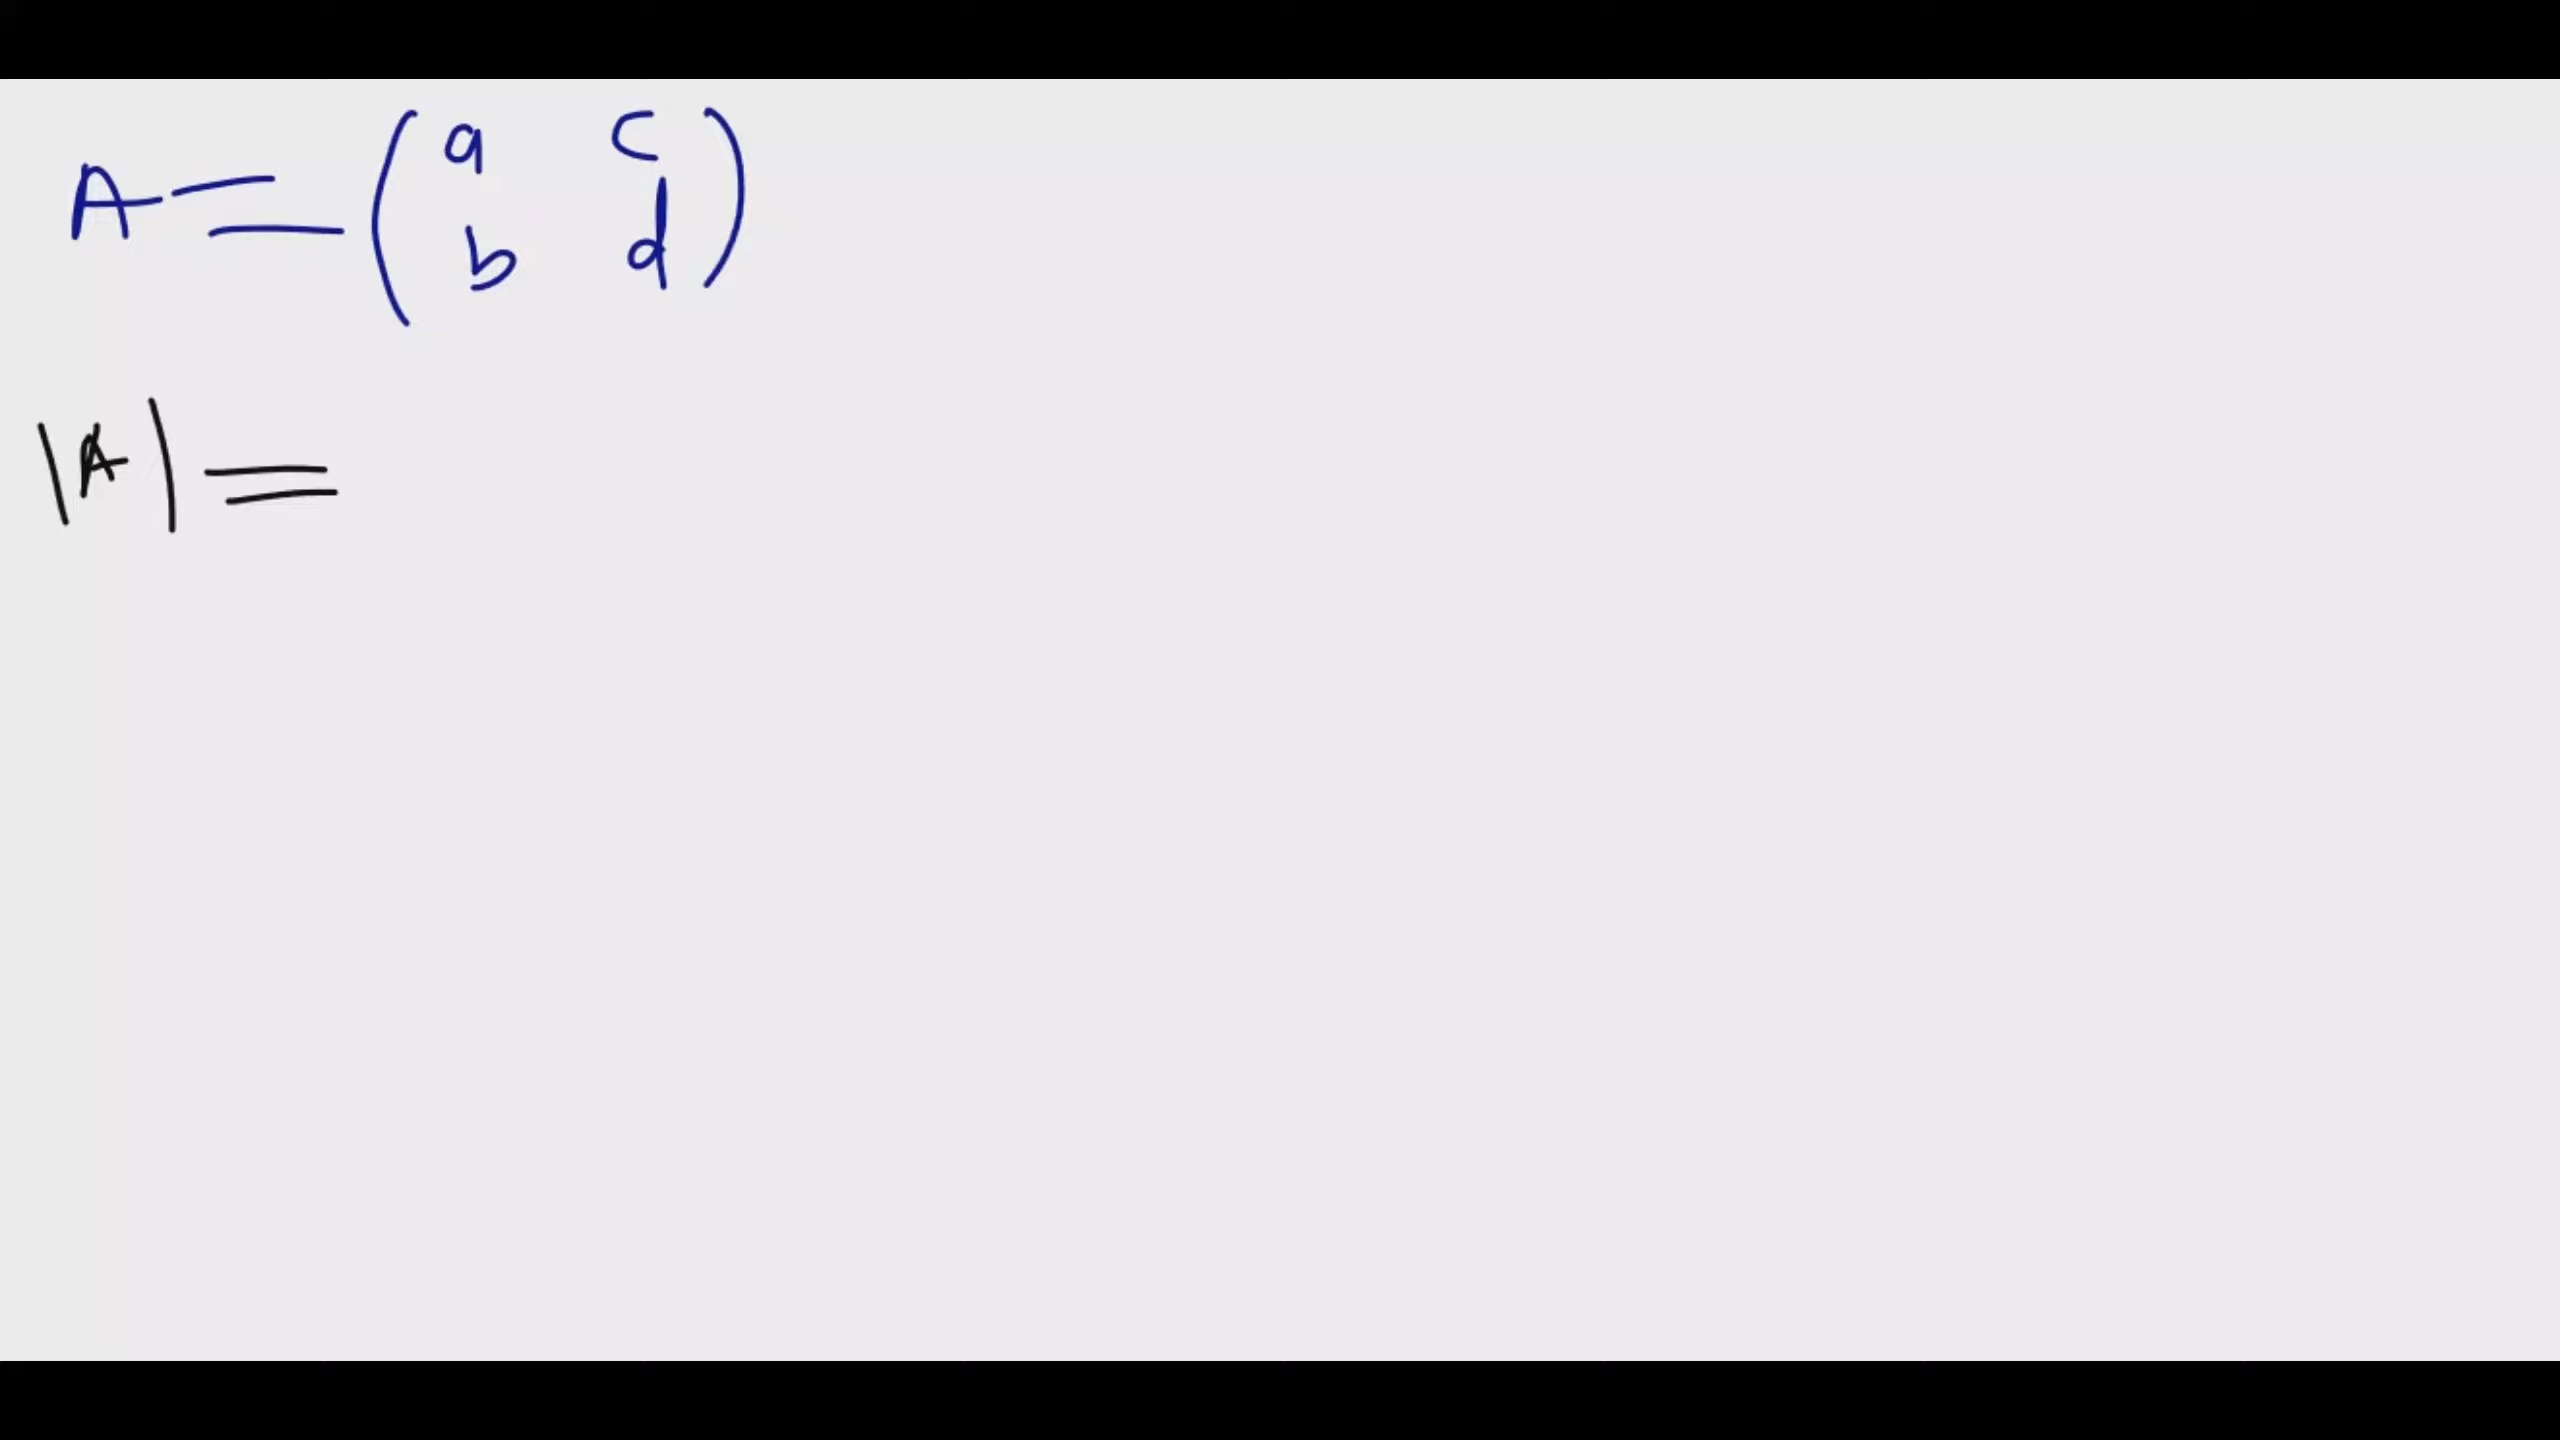 A = ( a c
b d )
|A| =